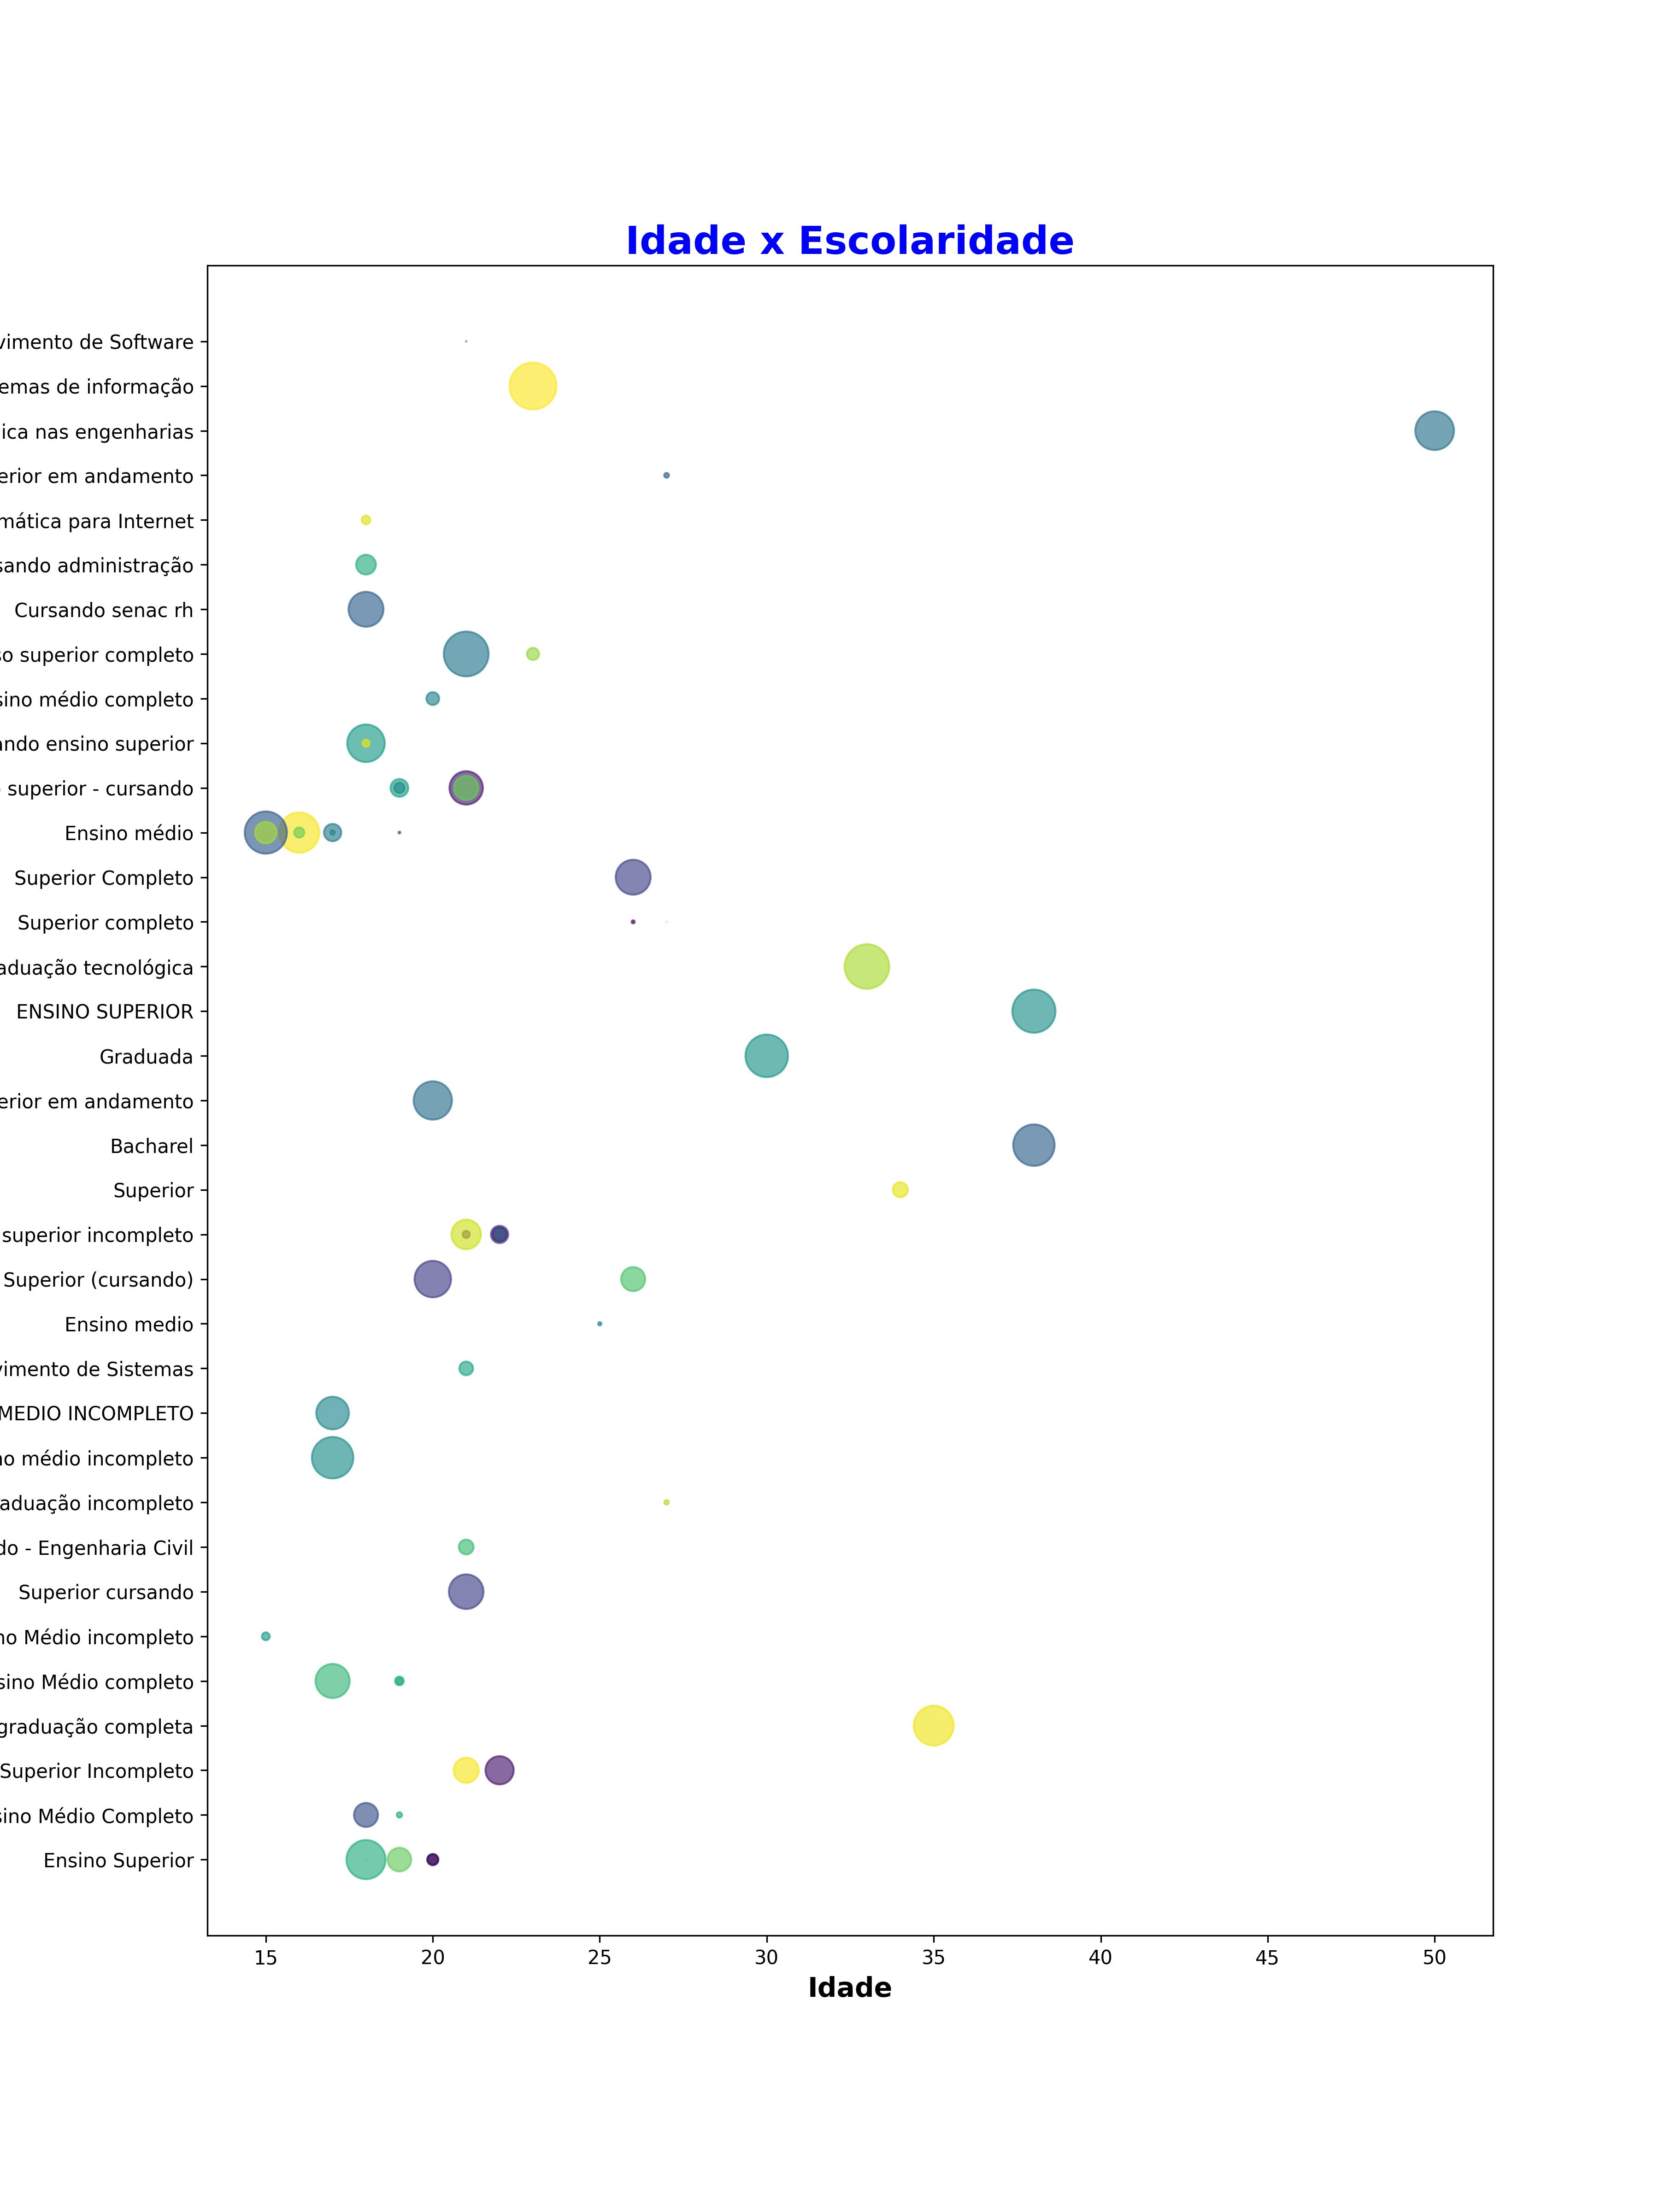 Idade x Escolaridade
vimento de Software
emas de informação
ica nas engenharias
erior em andamento
mática para Internet
sando administração
Cursando senac rh
so superior completo
sino médio completo
ando ensino superior
superior - cursando
Ensino médio
Superior Completo
Superior completo
aduação tecnológica
ENSINO SUPERIOR
Graduada
erior em andamento
Bacharel
Superior
superior incompleto
Superior (cursando)
Ensino medio
vimento de Sistemas
MEDIO INCOMPLETO
no médio incompleto
aduação incompleto
do - Engenharia Civil
Superior cursando
no Médio incompleto
sino Médio completo
graduação completa
Superior Incompleto
sino Médio Completo
Ensino Superior
15 20 25 30 35 40 45 50
Idade